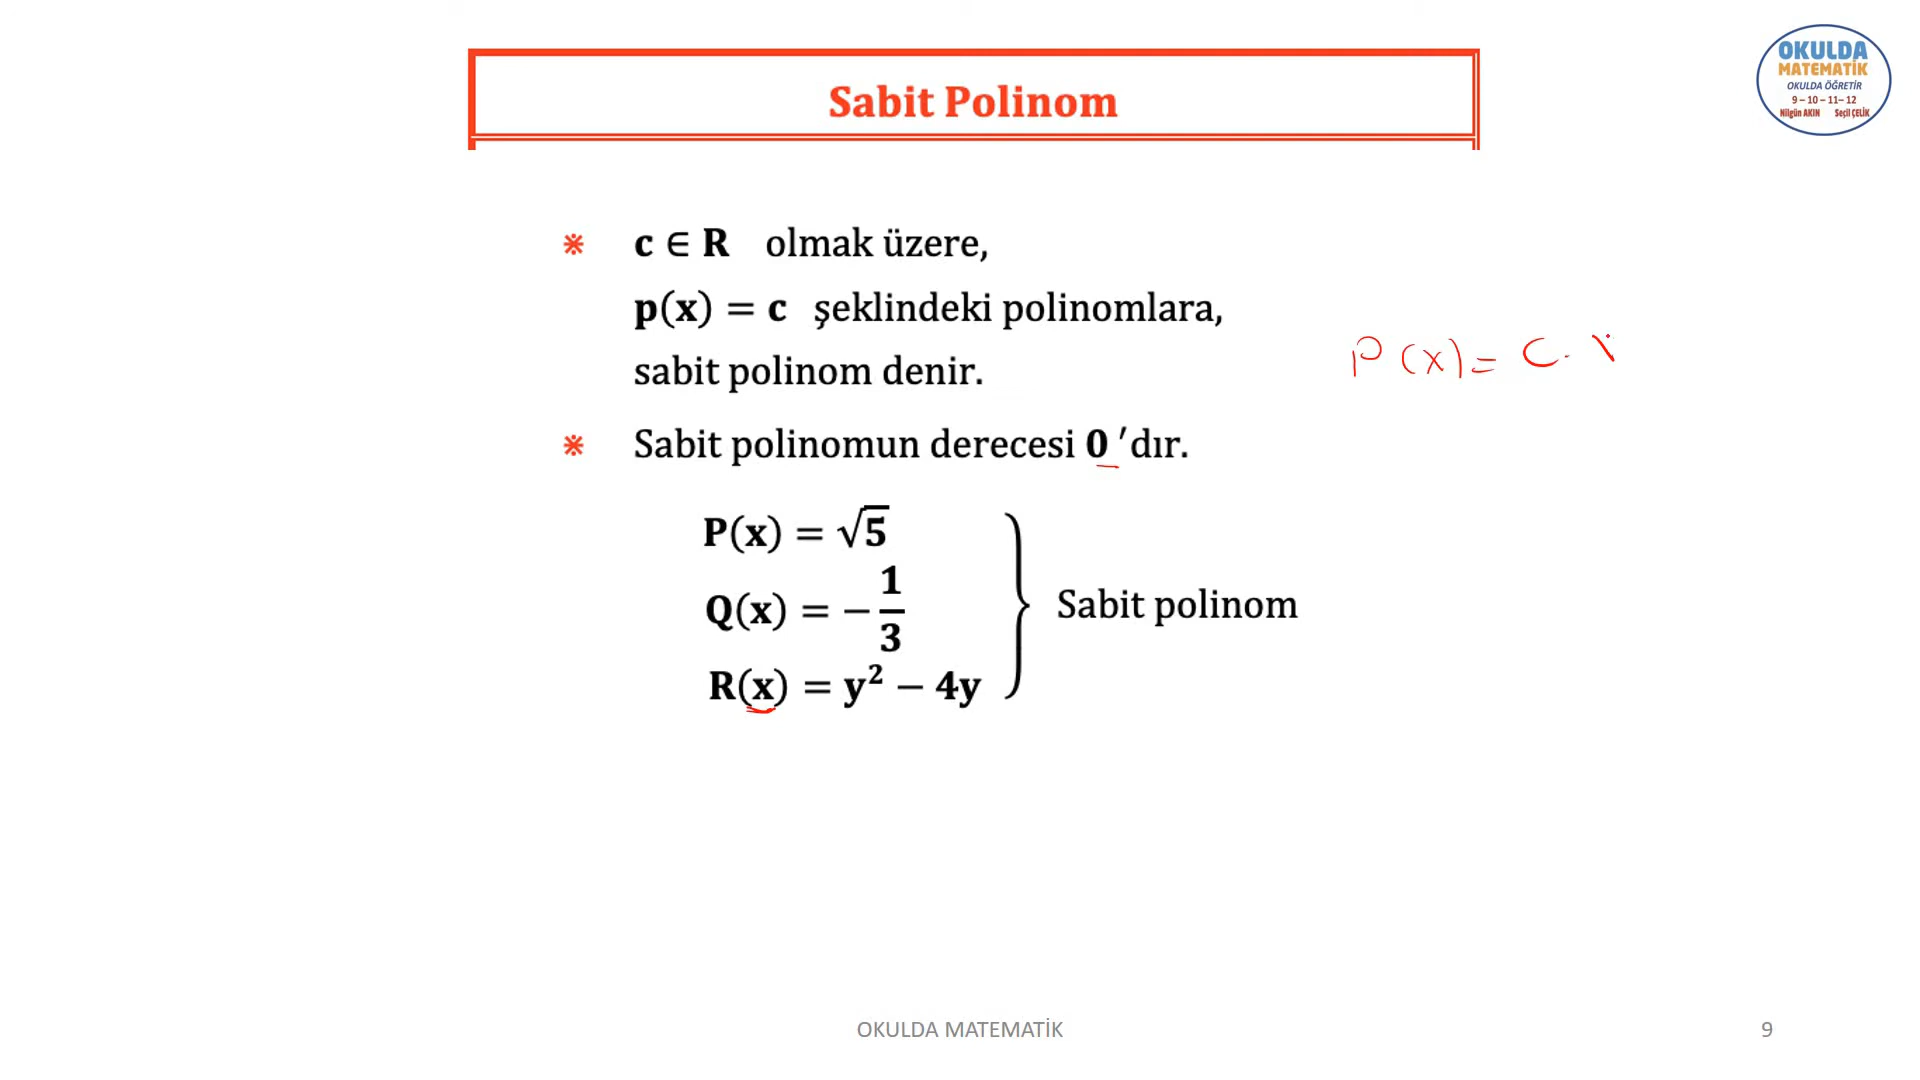 Sabit Polinom
OKULDA
MATEMATİK
OKULDA ÖĞRETİR
9 – 10 – 11– 12
Nilgün AKIN Seçil ÇELİK
※ c ∈ R olmak üzere,
p(x) = c şeklindeki polinomlara,
sabit polinom denir.
P(x) = c.
※ Sabit polinomun derecesi 0 ′dır.
P(x) = √5
Q(x) = −1/3
R(x) = y² − 4y
Sabit polinom
OKULDA MATEMATİK
9